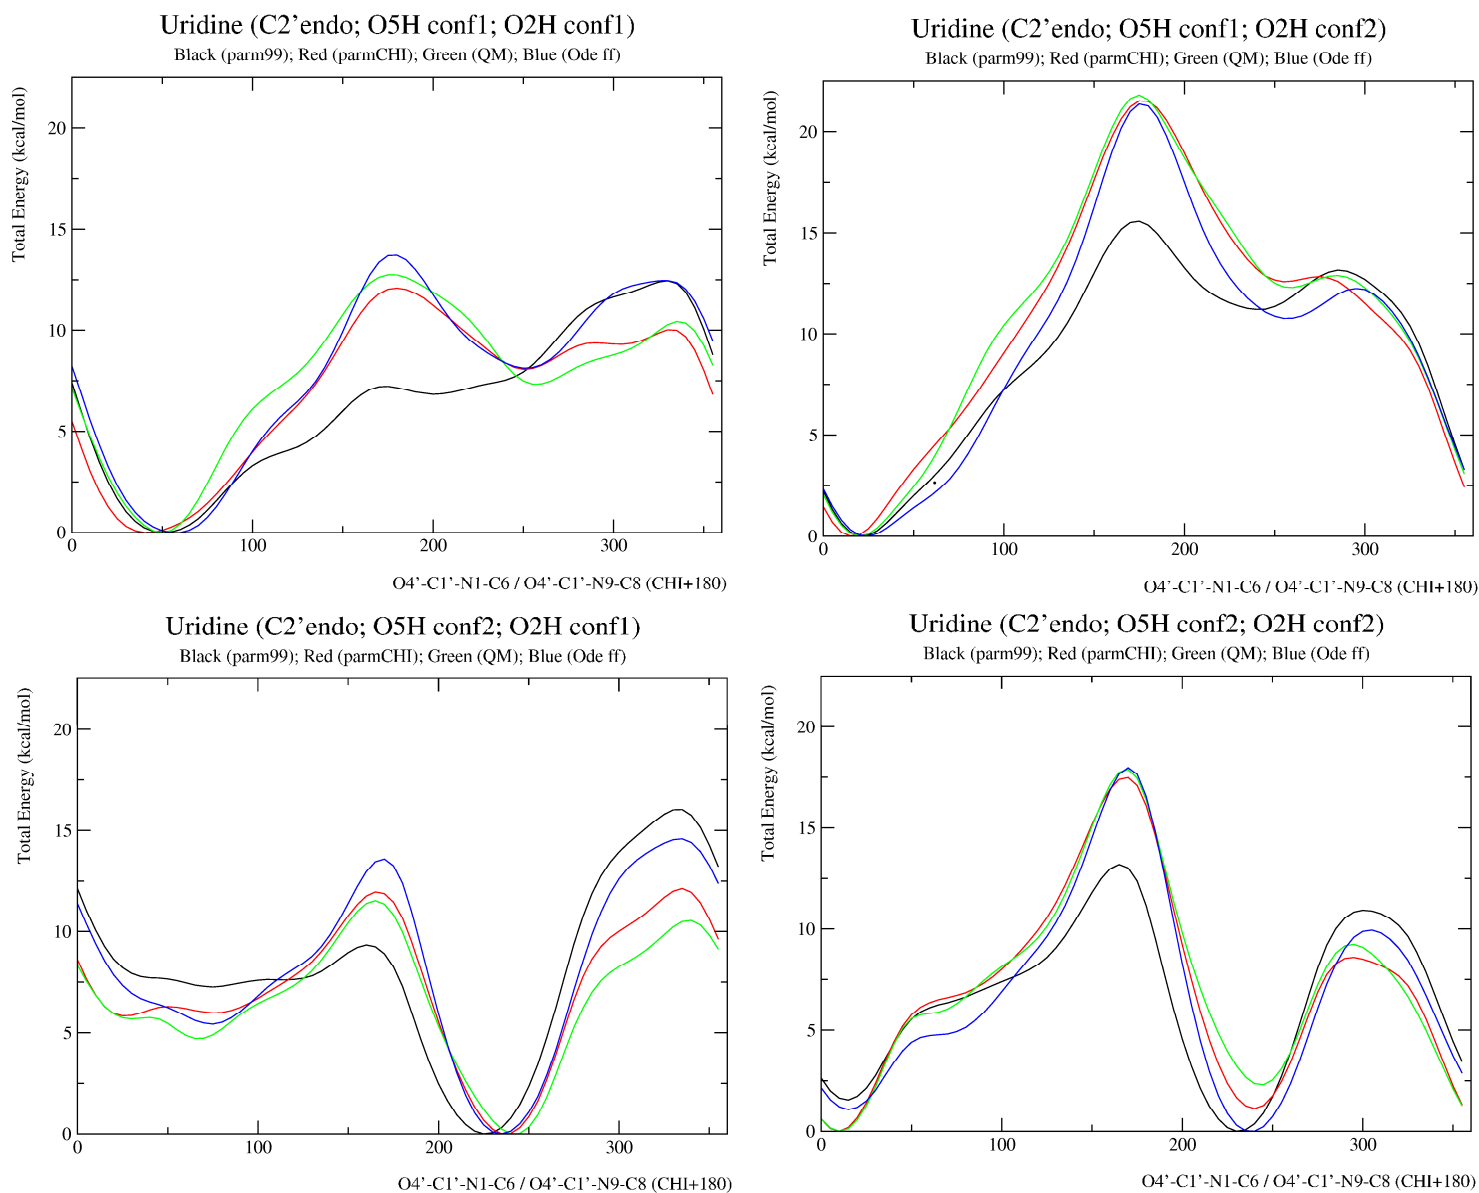 Uridine (C2'endo; O5H conf1; O2H conf1)
Black (parm99); Red (parmCHI); Green (QM); Blue (Ode ff)
Total Energy (kcal/mol)
20
15
10
5
0
0 100 200 300
O4'-C1'-N1-C6 / O4'-C1'-N9-C8 (CHI+180)
Uridine (C2'endo; O5H conf1; O2H conf2)
Black (parm99); Red (parmCHI); Green (QM); Blue (Ode ff)
Total Energy (kcal/mol)
20
15
10
5
0
0 100 200 300
O4'-C1'-N1-C6 / O4'-C1'-N9-C8 (CHI+180)
Uridine (C2'endo; O5H conf2; O2H conf1)
Black (parm99); Red (parmCHI); Green (QM); Blue (Ode ff)
Total Energy (kcal/mol)
20
15
10
5
0
0 100 200 300
O4'-C1'-N1-C6 / O4'-C1'-N9-C8 (CHI+180)
Uridine (C2'endo; O5H conf2; O2H conf2)
Black (parm99); Red (parmCHI); Green (QM); Blue (Ode ff)
Total Energy (kcal/mol)
20
15
10
5
0
0 100 200 300
O4'-C1'-N1-C6 / O4'-C1'-N9-C8 (CHI+180)